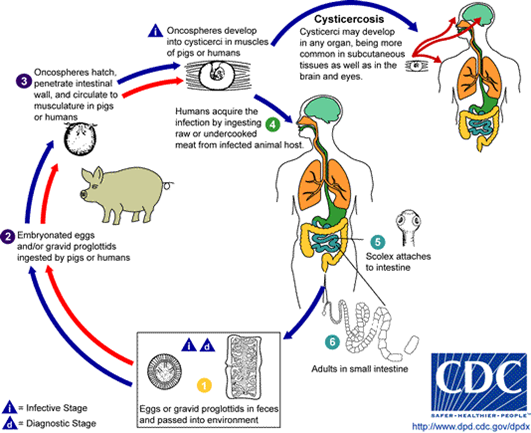 i Oncospheres develop
into cysticerci in muscles
of pigs or humans
Cysticercosis
Cysticerci may develop
in any organ, being more
common in subcutaneous
tissues as well as in the
brain and eyes.
3 Oncospheres hatch,
penetrate intestinal
wall, and circulate to
musculature in pigs
or humans
Humans acquire the
infection by ingesting
raw or undercooked
meat from infected animal host.
4
2 Embryonated eggs
and/or gravid proglottids
ingested by pigs or humans
5
Scolex attaches
to intestine
6
Adults in small intestine
i d
1
Eggs or gravid proglottids in feces
and passed into environment
i = Infective Stage
d = Diagnostic Stage
CDC
SAFER•HEALTHIER•PEOPLE™
http://www.dpd.cdc.gov/dpdx